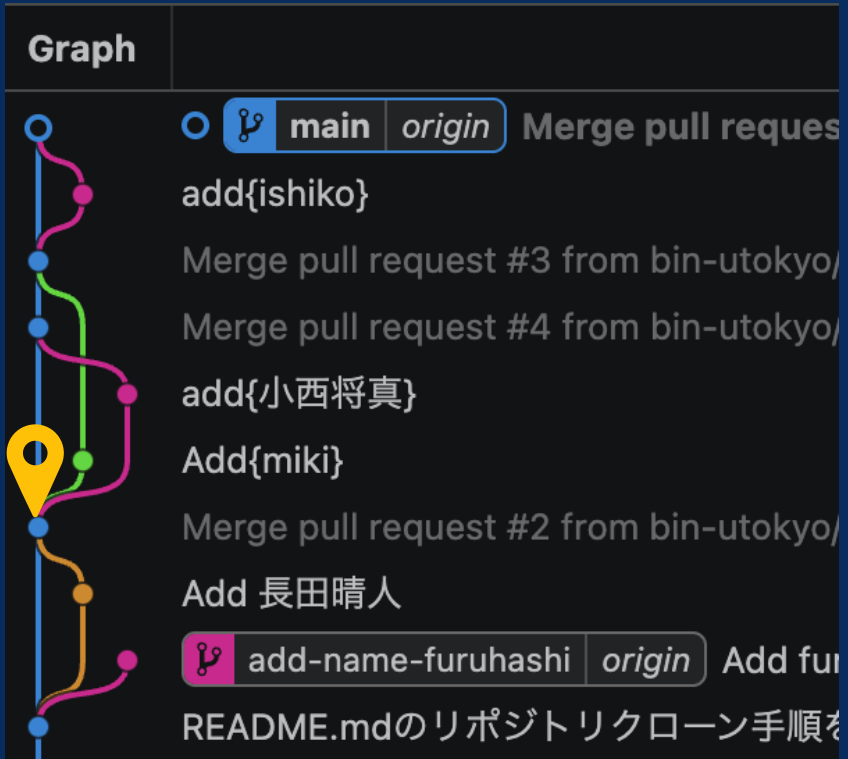 Graph
main origin Merge pull reques
add{ishiko}
Merge pull request #3 from bin-utokyo/
Merge pull request #4 from bin-utokyo/
add{小西将真}
Add{miki}
Merge pull request #2 from bin-utokyo/
Add 長田晴人
add-name-furuhashi origin Add fur
README.mdのリポジトリクローン手順を